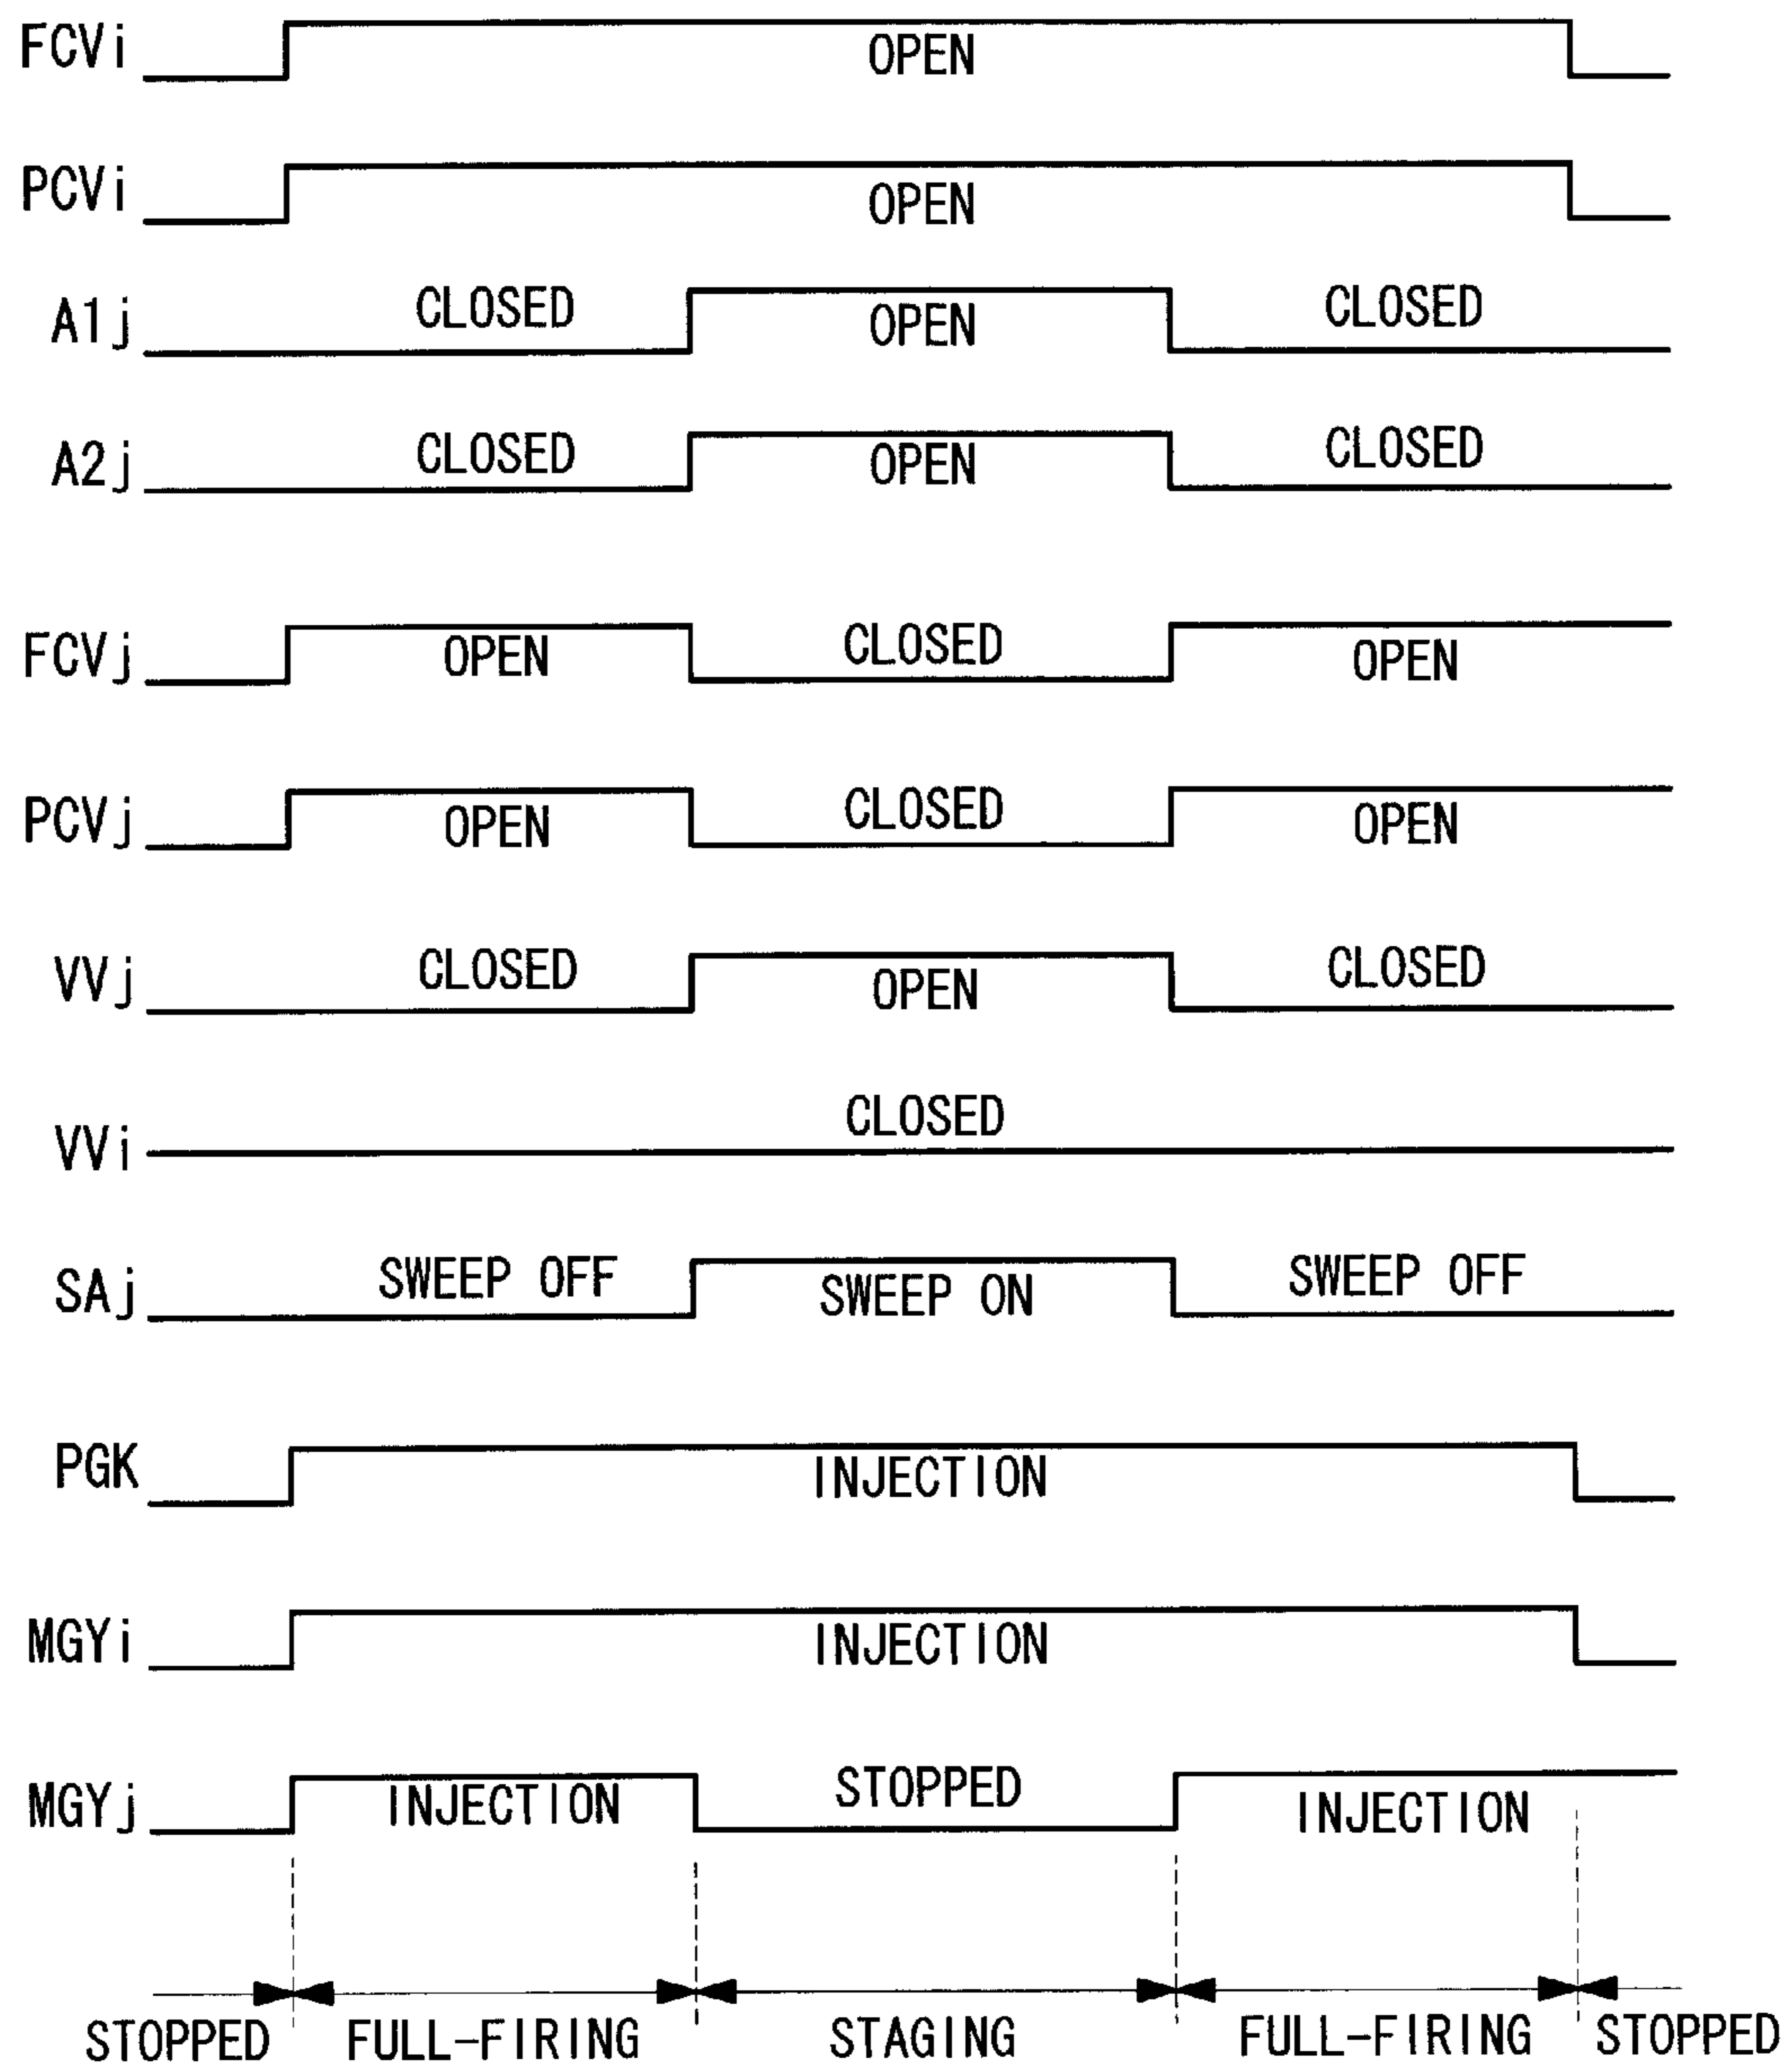 FCVi
OPEN
PCVi
OPEN
A1j CLOSED OPEN CLOSED
A2j CLOSED OPEN CLOSED
FCVj OPEN CLOSED OPEN
PCVj OPEN CLOSED OPEN
VVj CLOSED OPEN CLOSED
VVi CLOSED
SAj SWEEP OFF SWEEP ON SWEEP OFF
PGK INJECTION
MGYi INJECTION
MGYj INJECTION STOPPED INJECTION
STOPPED FULL-FIRING STAGING FULL-FIRING STOPPED